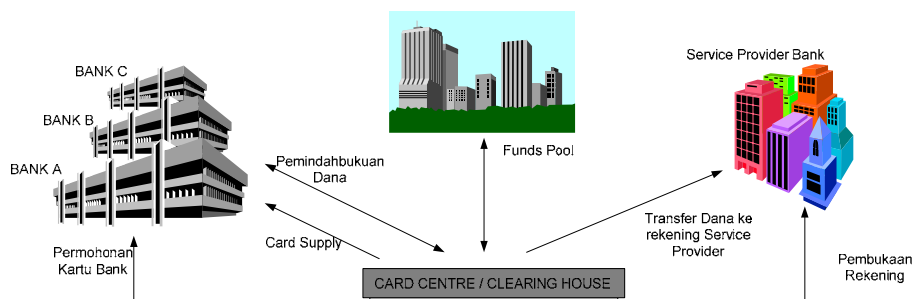 Service Provider Bank
BANK C
BANK B
BANK A
Funds Pool
Pemindahbukuan
Dana
Card Supply
Transfer Dana ke
rekening Service
Provider
Permohonan
Kartu Bank
Pembukaan
Rekening
CARD CENTRE / CLEARING HOUSE